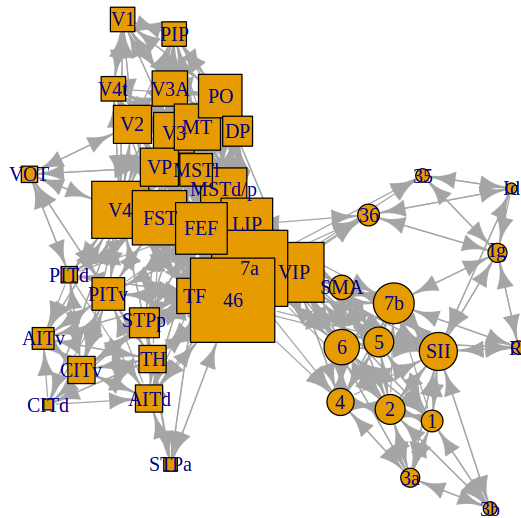 V1
PIP
V4t
V3A
PO
V2
V3
MT
DP
VOT
VP
MSTl
MSTd/p
35
Id
V4
FST
FEF
LIP
36
Ig
PITd
7a
VIP
SMA
PITv
TF
46
7b
STPp
AITv
6
5
SII
TH
CITv
CITd
AITd
4
2
1
STPa
3a
3b